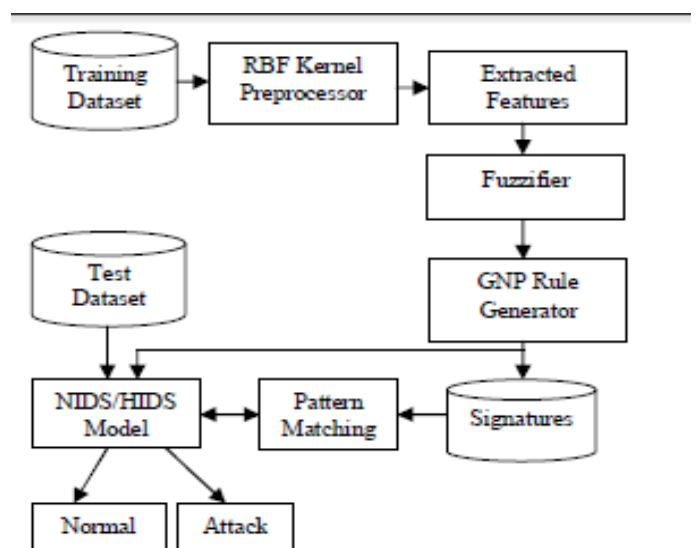 Training
Dataset
RBF Kernel
Preprocessor
Extracted
Features
Fuzzifier
Test
Dataset
GNP Rule
Generator
NIDS/HIDS
Model
Pattern
Matching
Signatures
Normal
Attack